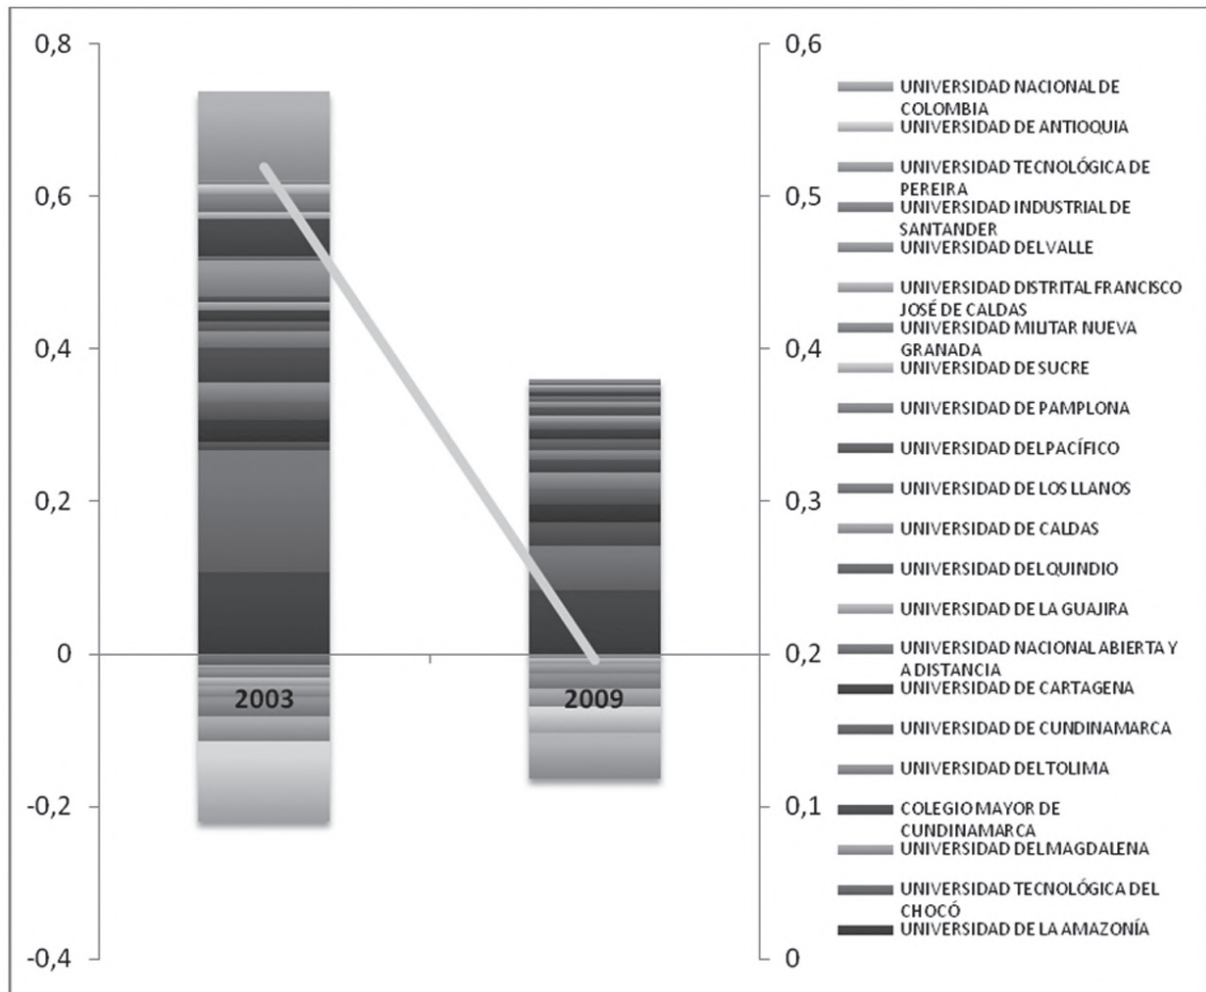 0,8
0,6
0,4
0,2
0
-0,2
-0,4
2003
2009
0,6
0,5
0,4
0,3
0,2
0,1
0
UNIVERSIDAD NACIONAL DE
COLOMBIA
UNIVERSIDAD DE ANTIOQUIA
UNIVERSIDAD TECNOLÓGICA DE
PEREIRA
UNIVERSIDAD INDUSTRIAL DE
SANTANDER
UNIVERSIDAD DEL VALLE
UNIVERSIDAD DISTRITAL FRANCISCO
JOSÉ DE CALDAS
UNIVERSIDAD MILITAR NUEVA
GRANADA
UNIVERSIDAD DE SUCRE
UNIVERSIDAD DE PAMPLONA
UNIVERSIDAD DEL PACÍFICO
UNIVERSIDAD DE LOS LLANOS
UNIVERSIDAD DE CALDAS
UNIVERSIDAD DEL QUINDIO
UNIVERSIDAD DE LA GUAJIRA
UNIVERSIDAD NACIONAL ABIERTA Y
A DISTANCIA
UNIVERSIDAD DE CARTAGENA
UNIVERSIDAD DE CUNDINAMARCA
UNIVERSIDAD DEL TOLIMA
COLEGIO MAYOR DE
CUNDINAMARCA
UNIVERSIDAD DEL MAGDALENA
UNIVERSIDAD TECNOLÓGICA DEL
CHOCÓ
UNIVERSIDAD DE LA AMAZONÍA